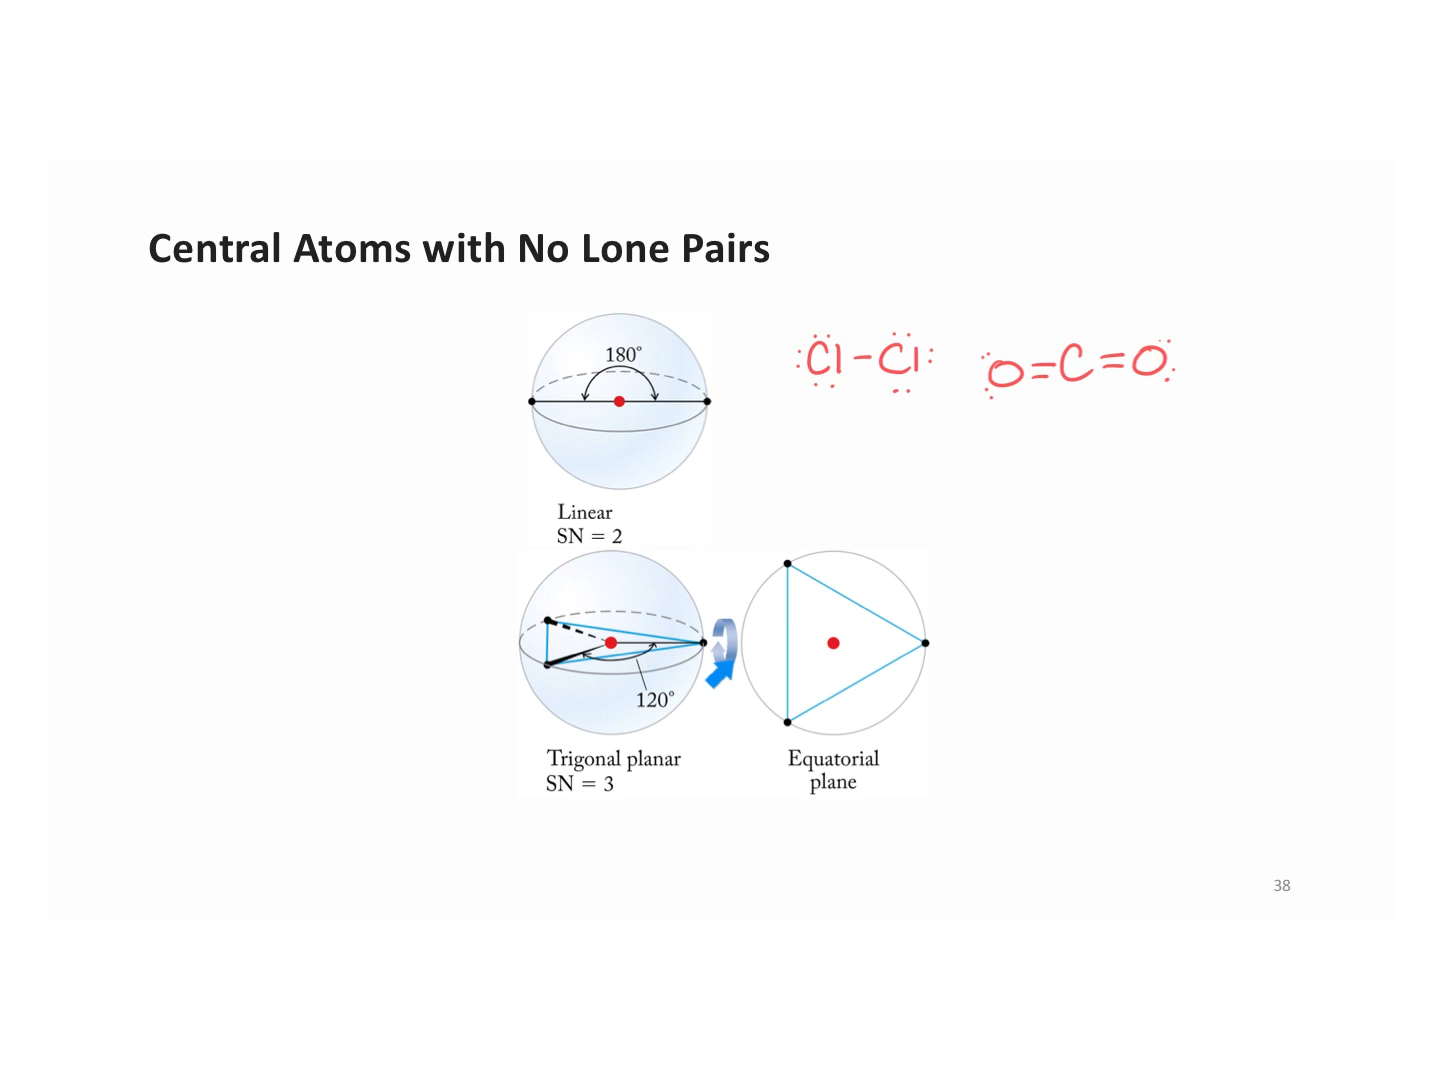 Central Atoms with No Lone Pairs
180°
Cl-Cl
O=C=O
Linear
SN = 2
120°
Trigonal planar
SN = 3
Equatorial
plane
38